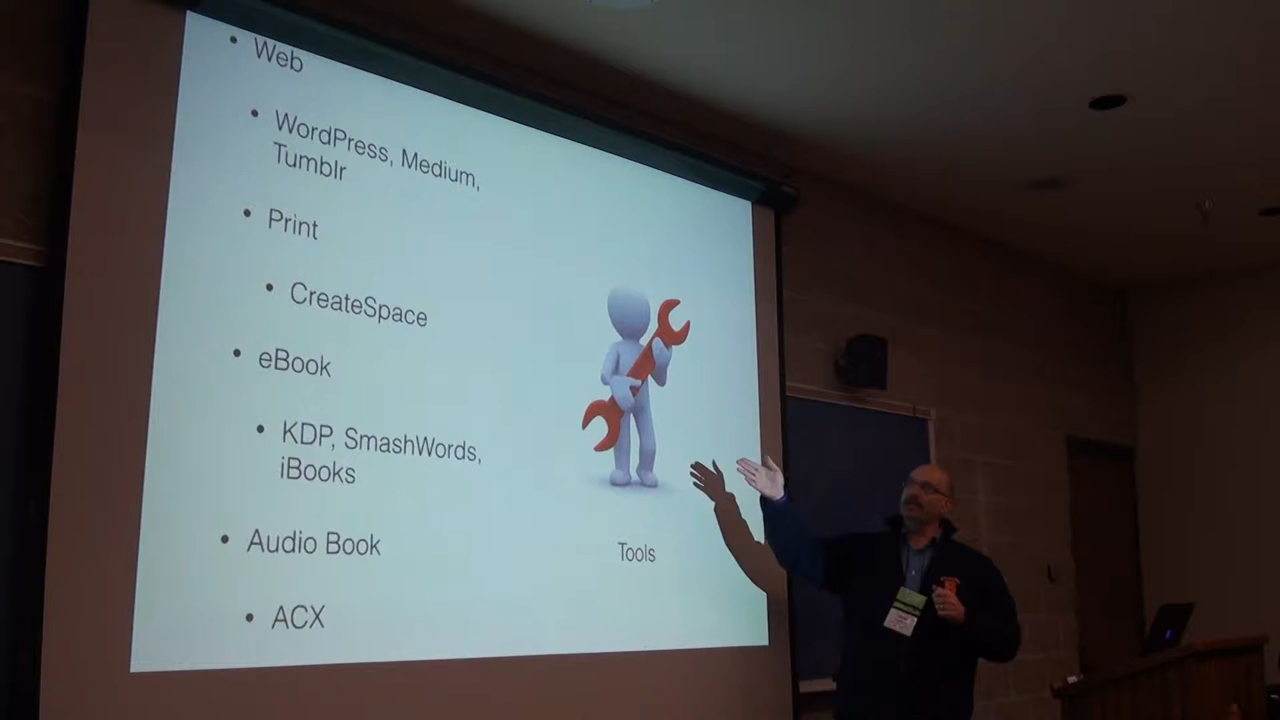 • Web
• WordPress, Medium,
Tumblr
• Print
• CreateSpace
• eBook
• KDP, SmashWords,
iBooks
• Audio Book
• ACX
Tools